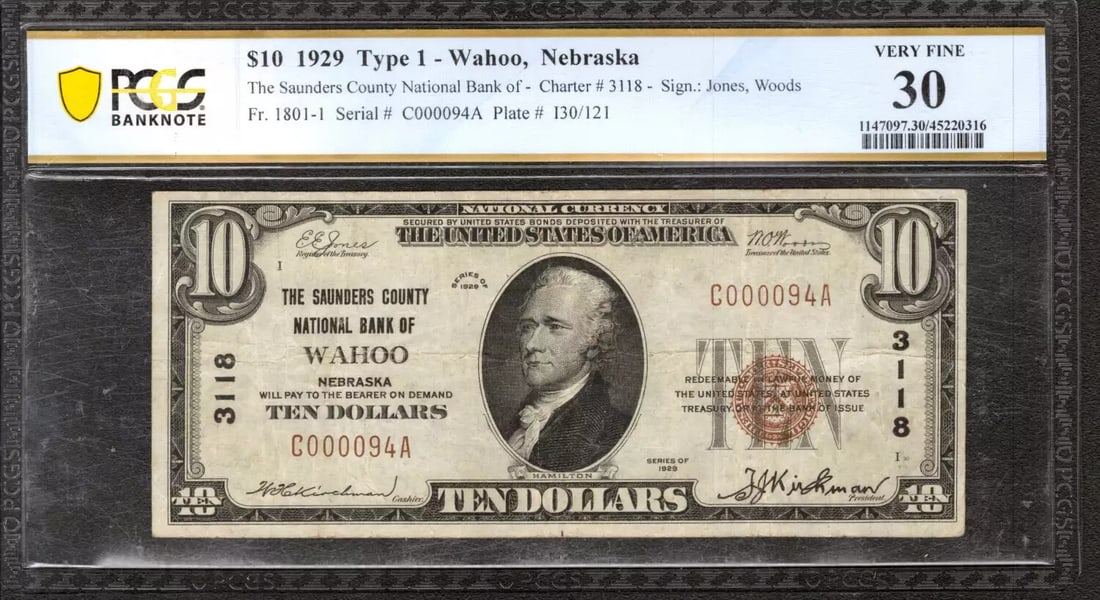 PCGS
BANKNOTE
$10 1929 Type 1 - Wahoo, Nebraska
The Saunders County National Bank of - Charter # 3118 - Sign.: Jones, Woods
Fr. 1801-1 Serial # C000094A Plate # I30/121
VERY FINE
30
1147097.30/45220316
NATIONAL CURRENCY
SECURED BY UNITED STATES BONDS DEPOSITED WITH THE TREASURER OF
THE UNITED STATES OF AMERICA
10
10
E E Jones
Register of the Treasury.
W.O. Woods
Treasurer of the United States.
I
SERIES OF
1929
THE SAUNDERS COUNTY
NATIONAL BANK OF
WAHOO
NEBRASKA
WILL PAY TO THE BEARER ON DEMAND
TEN DOLLARS
C000094A
3118
C000094A
3118
TEN
REDEEMABLE IN LAWFUL MONEY OF
THE UNITED STATES AT UNITED STATES
TREASURY OR AT THE BANK OF ISSUE
SERIES OF
1929
I
HAMILTON
TEN
10
Cashier.
TEN DOLLARS
President.
TEN
10